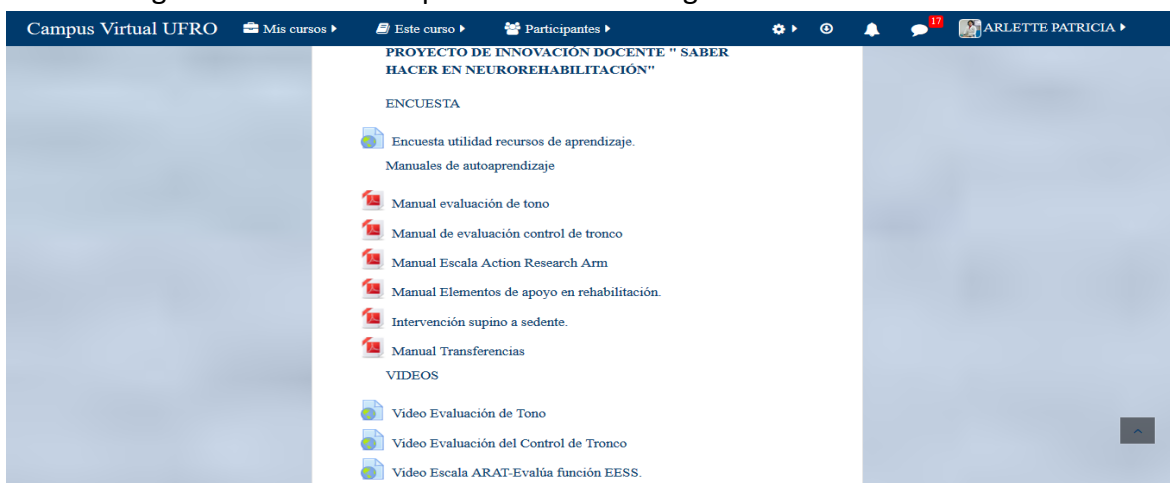 Campus Virtual UFRO Mis cursos Este curso Participantes 17 ARLETTE PATRICIA
PROYECTO DE INNOVACIÓN DOCENTE " SABER
HACER EN NEUROREHABILITACIÓN"
ENCUESTA
Encuesta utilidad recursos de aprendizaje.
Manuales de autoaprendizaje
Manual evaluación de tono
Manual de evaluación control de tronco
Manual Escala Action Research Arm
Manual Elementos de apoyo en rehabilitación.
Intervención supino a sedente.
Manual Transferencias
VIDEOS
Video Evaluación de Tono
Video Evaluación del Control de Tronco
Video Escala ARAT-Evalúa función EESS.